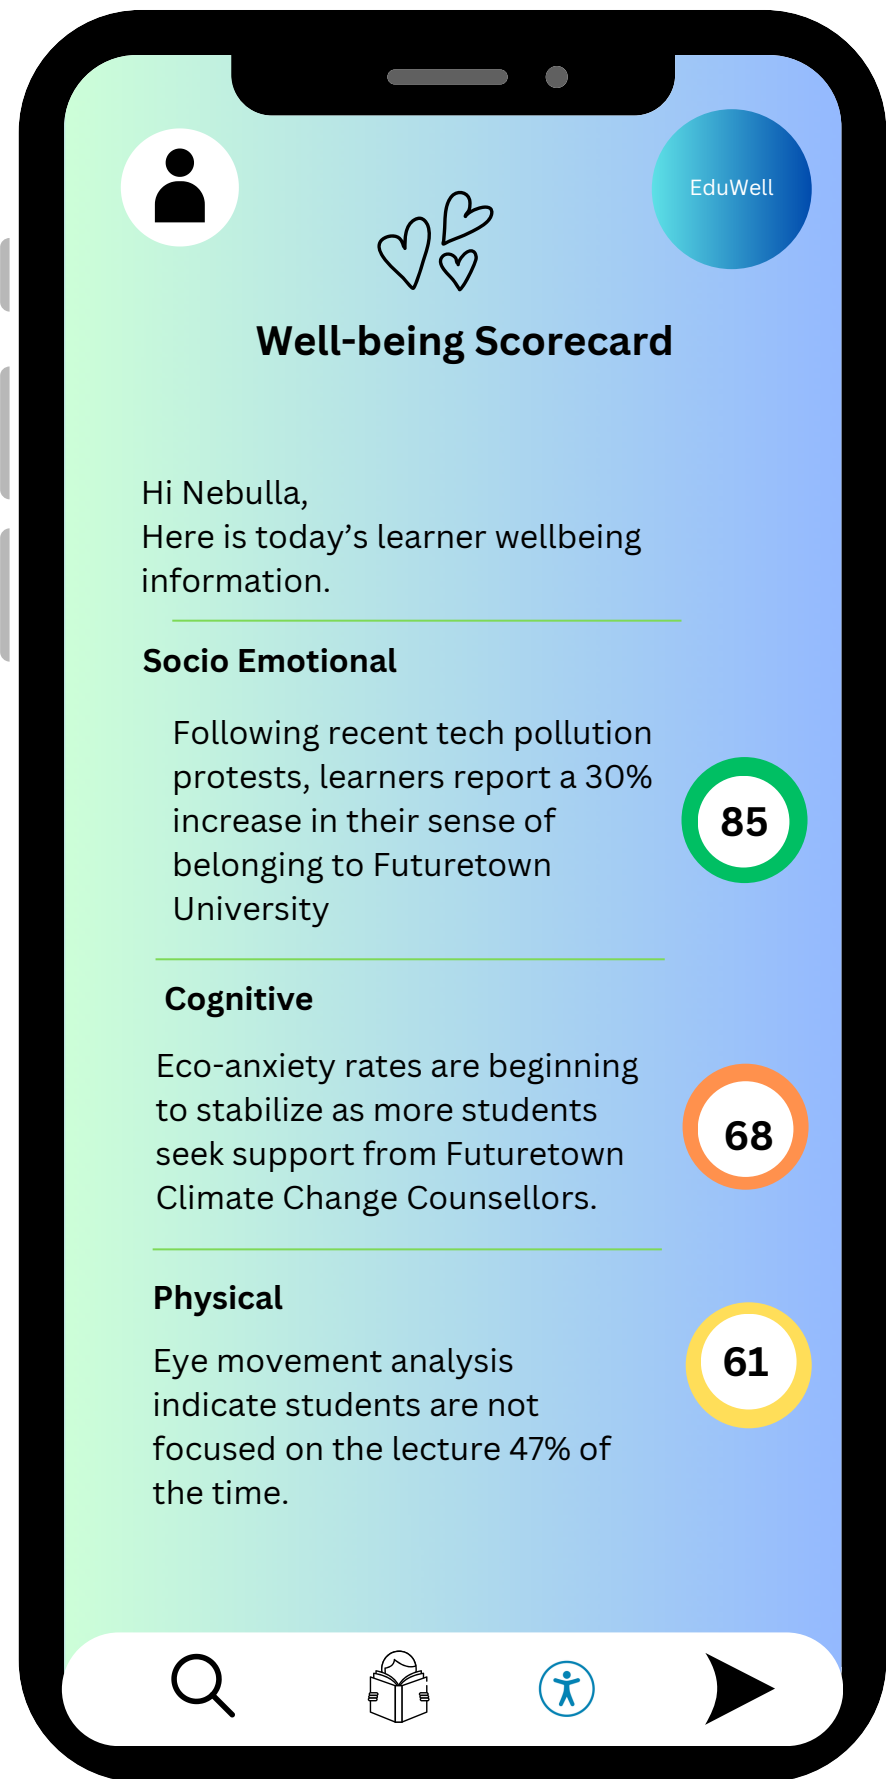 EduWell
Well-being Scorecard
Hi Nebulla,
Here is today’s learner wellbeing
information.
Socio Emotional
Following recent tech pollution
protests, learners report a 30%
increase in their sense of
belonging to Futuretown
University
85
Cognitive
Eco-anxiety rates are beginning
to stabilize as more students
seek support from Futuretown
Climate Change Counsellors.
68
Physical
Eye movement analysis
indicate students are not
focused on the lecture 47% of
the time.
61